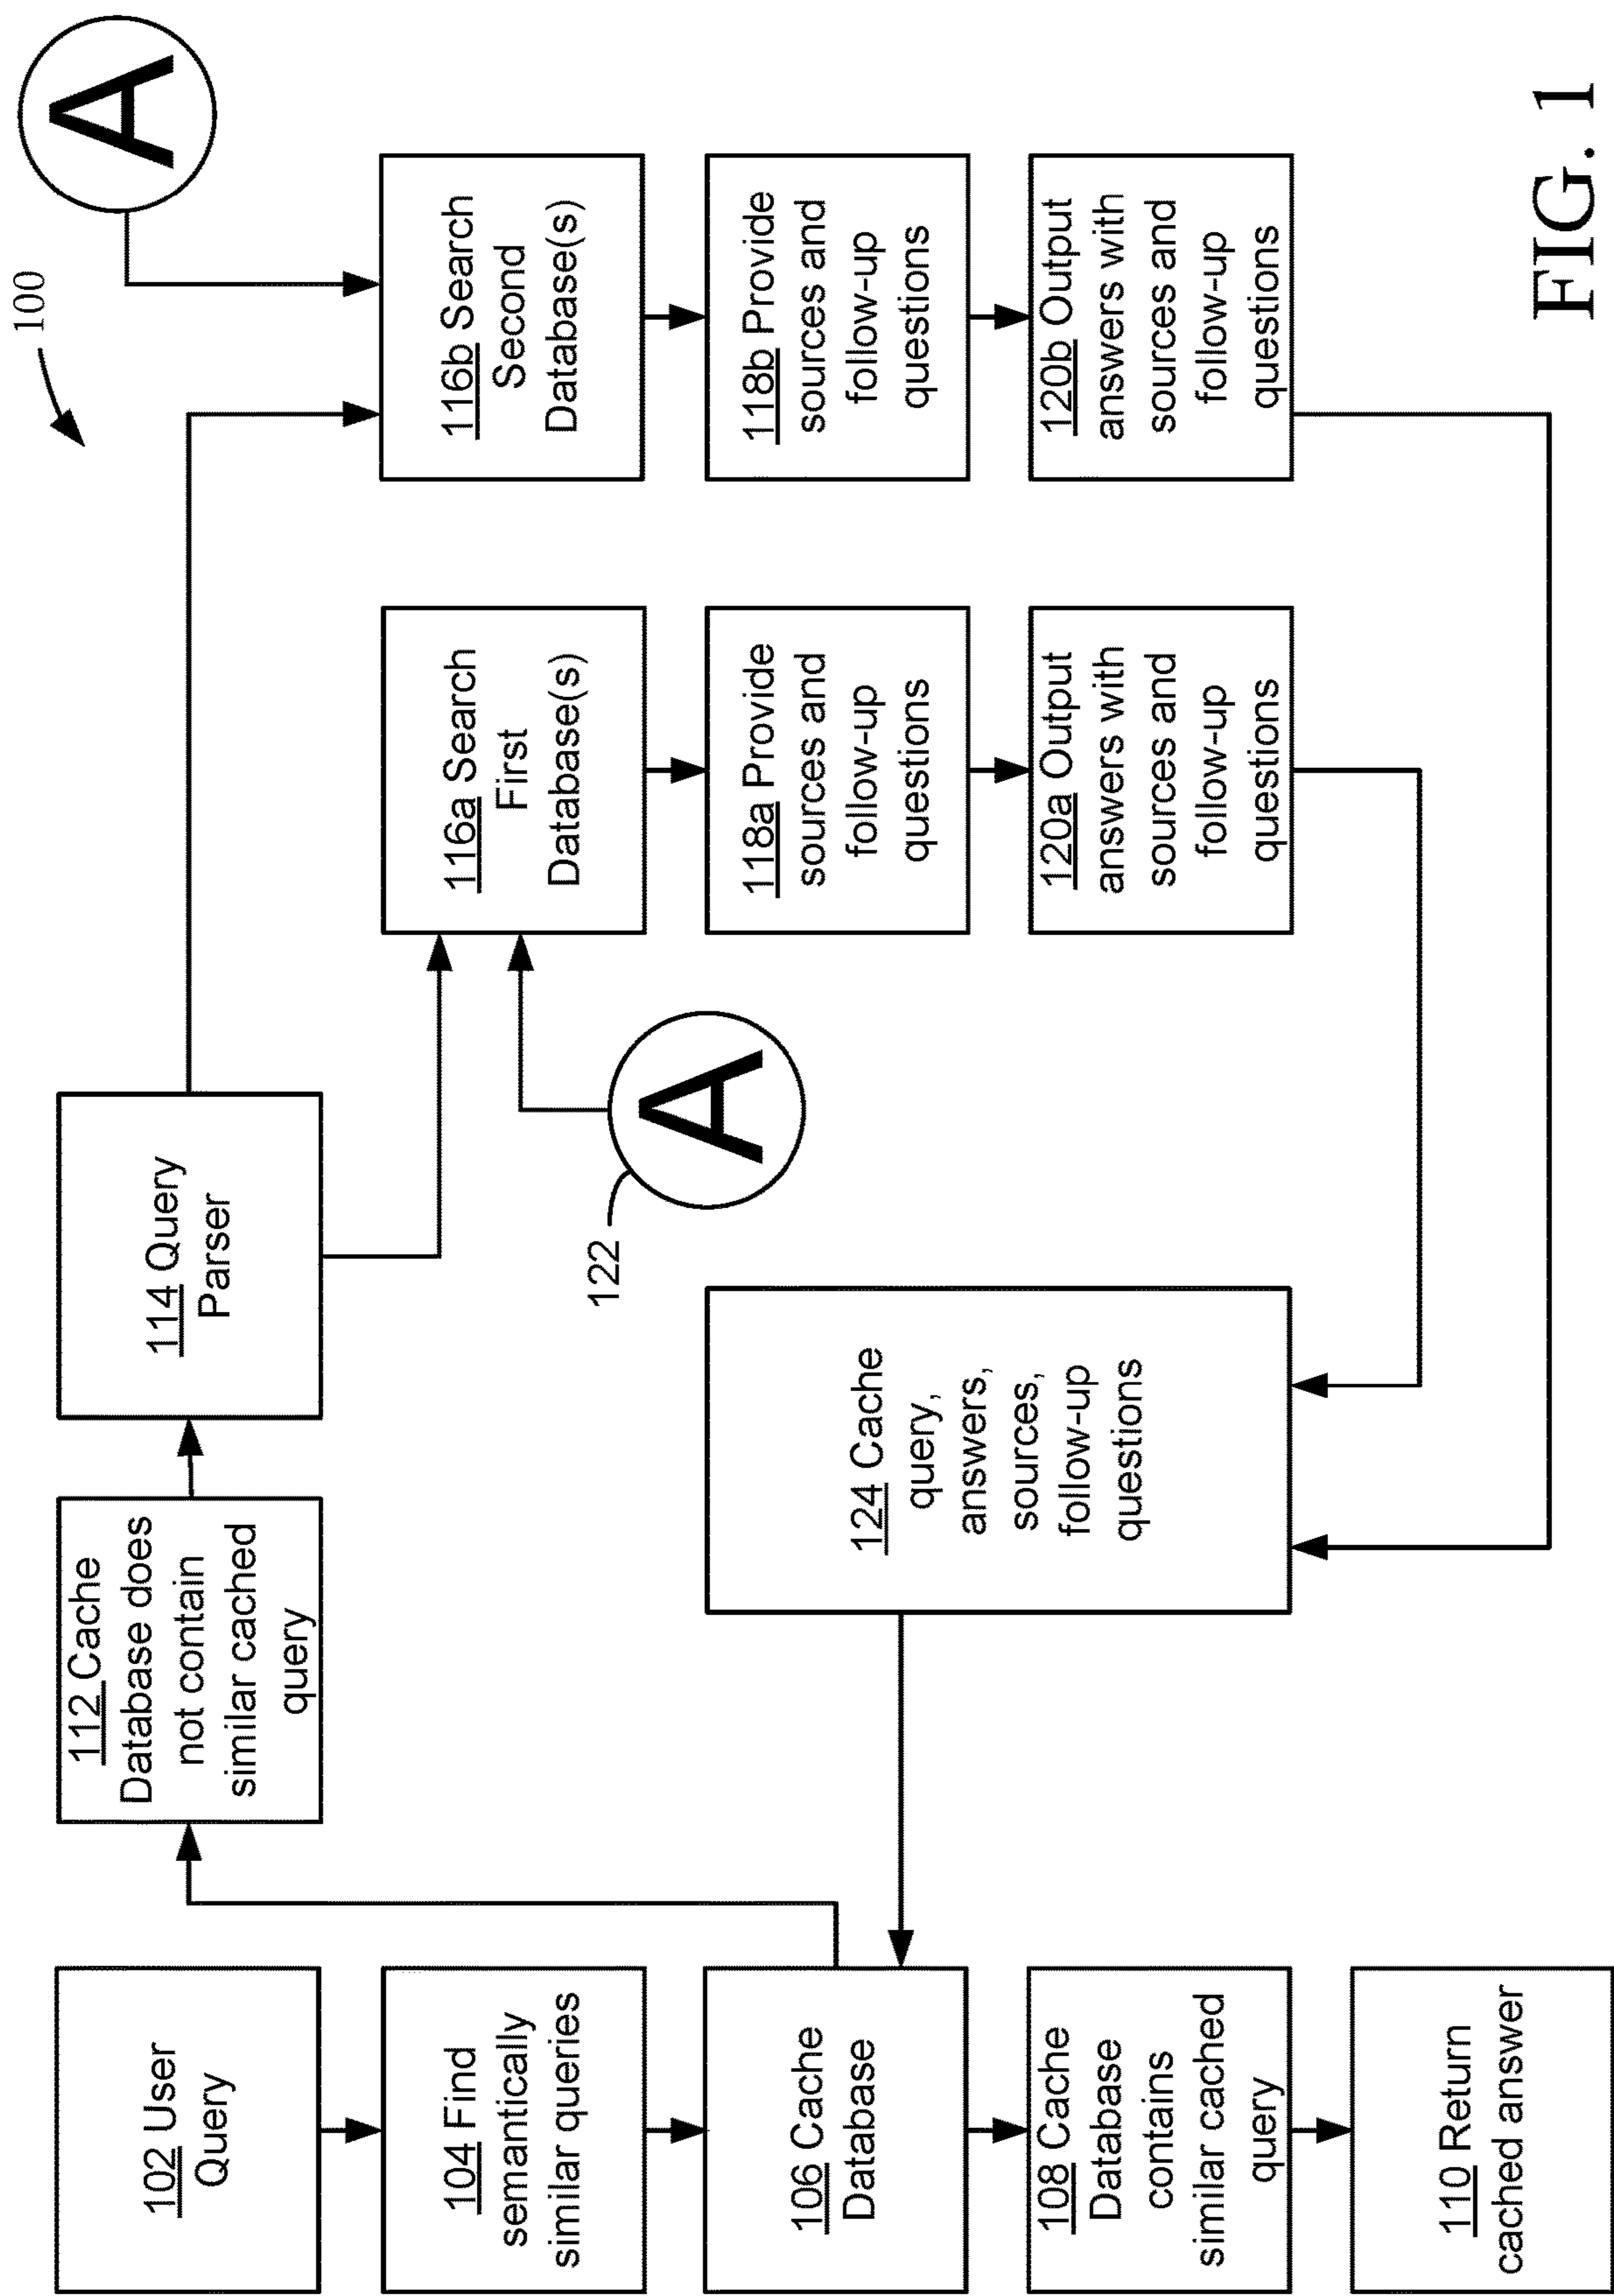 100
102 User
Query
104 Find
semantically
similar queries
106 Cache
Database
108 Cache
Database
contains
similar cached
query
110 Return
cached answer
112 Cache
Database does
not contain
similar cached
query
114 Query
Parser
124 Cache
query,
answers,
sources,
follow-up
questions
122
A
116a Search
First
Database(s)
118a Provide
sources and
follow-up
questions
120a Output
answers with
sources and
follow-up
questions
A
116b Search
Second
Database(s)
118b Provide
sources and
follow-up
questions
120b Output
answers with
sources and
follow-up
questions
FIG. 1